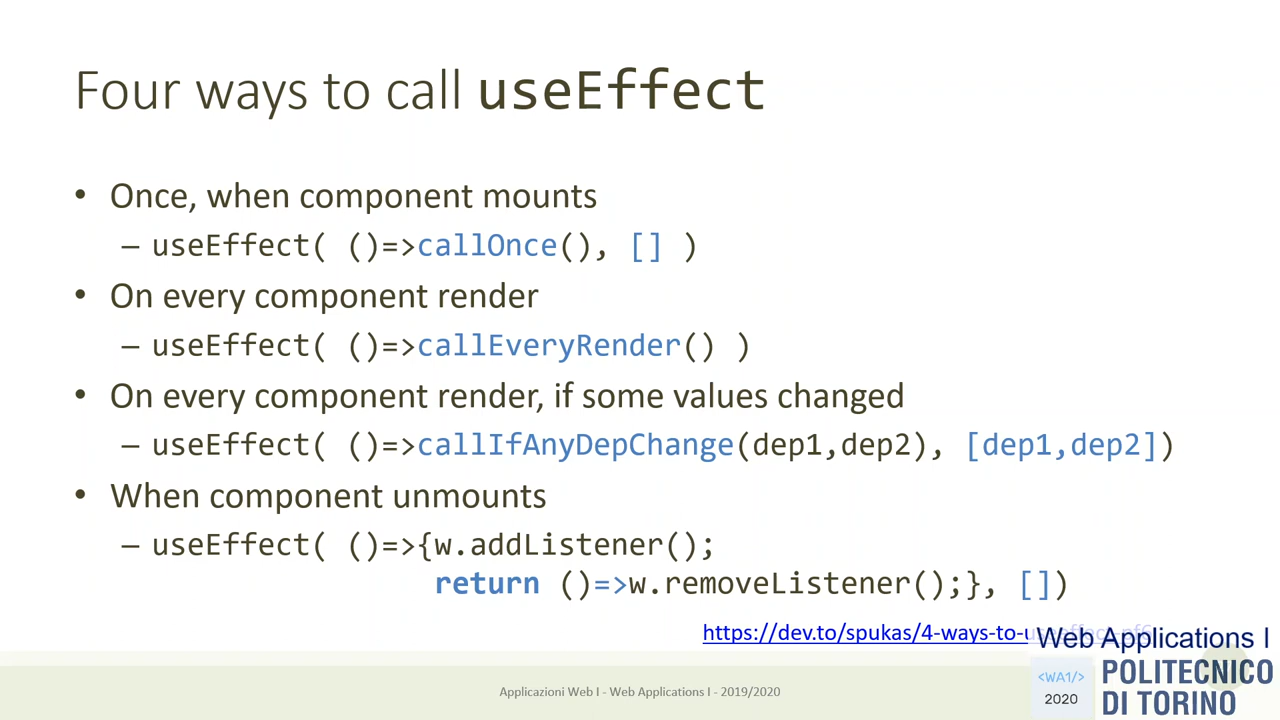 Four ways to call useEffect
• Once, when component mounts
– useEffect( ()=>callOnce(), [] )
• On every component render
– useEffect( ()=>callEveryRender() )
• On every component render, if some values changed
– useEffect( ()=>callIfAnyDepChange(dep1,dep2), [dep1,dep2])
• When component unmounts
– useEffect( ()=>{w.addListener();
return ()=>w.removeListener();}, [])
https://dev.to/spukas/4-ways-to-useeffect-pf6
Web Applications I
<WA1/>
2020
POLITECNICO
DI TORINO
Applicazioni Web I - Web Applications I - 2019/2020